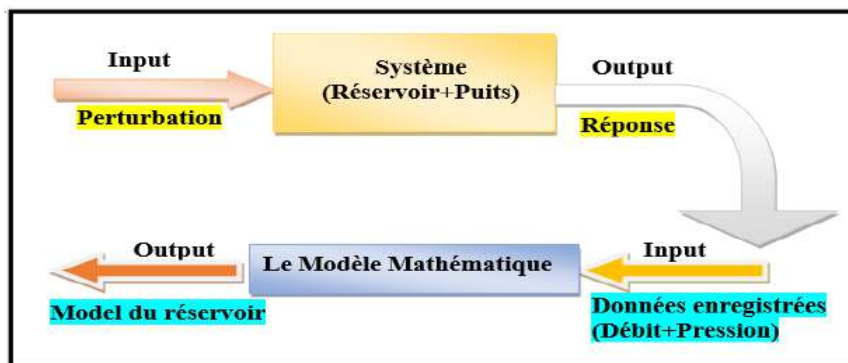 Input
Perturbation
Système
(Réservoir+Puits)
Output
Réponse
Output
Model du réservoir
Le Modèle Mathématique
Input
Données enregistrées
(Débit+Pression)